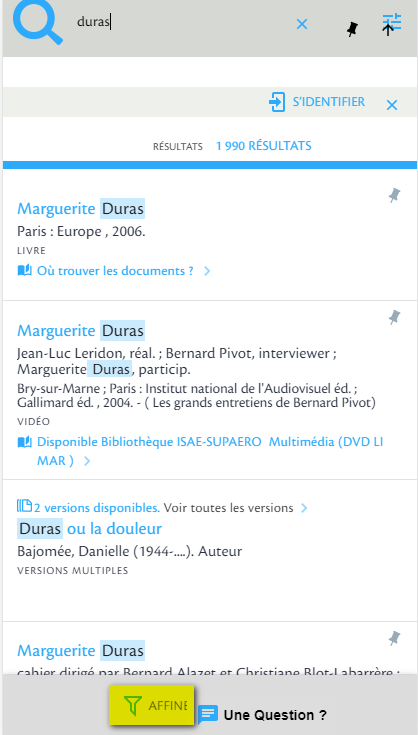 duras
S'IDENTIFIER
RÉSULTATS 1 990 RÉSULTATS
Marguerite Duras
Paris : Europe , 2006.
LIVRE
Où trouver les documents ?
Marguerite Duras
Jean-Luc Leridon, réal. ; Bernard Pivot, interviewer ;
Marguerite Duras, particip.
Bry-sur-Marne ; Paris : Institut national de l'Audiovisuel éd. ;
Gallimard éd. , 2004. - ( Les grands entretiens de Bernard Pivot)
VIDÉO
Disponible Bibliothèque ISAE-SUPAERO Multimédia (DVD LI
MAR )
2 versions disponibles. Voir toutes les versions
Duras ou la douleur
Bajomée, Danielle (1944-....). Auteur
VERSIONS MULTIPLES
Marguerite Duras
cahier dirigé par Bernard Alazet et Christiane Blot-Labarrère ;
AFFINE
Une Question ?